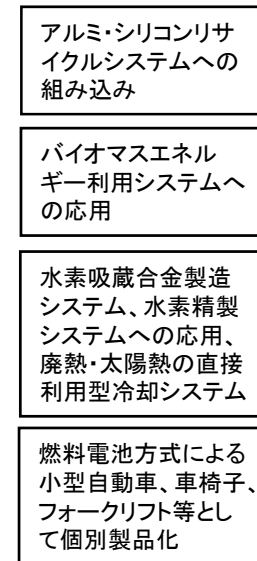 アルミ・シリコンリサ
イクルシステムへの
組み込み
バイオマスエネル
ギー利用システムへ
の応用
水素吸蔵合金製造
システム、水素精製
システムへの応用、
廃熱・太陽熱の直接
利用型冷却システム
燃料電池方式による
小型自動車、車椅子、
フォークリフト等とし
て個別製品化